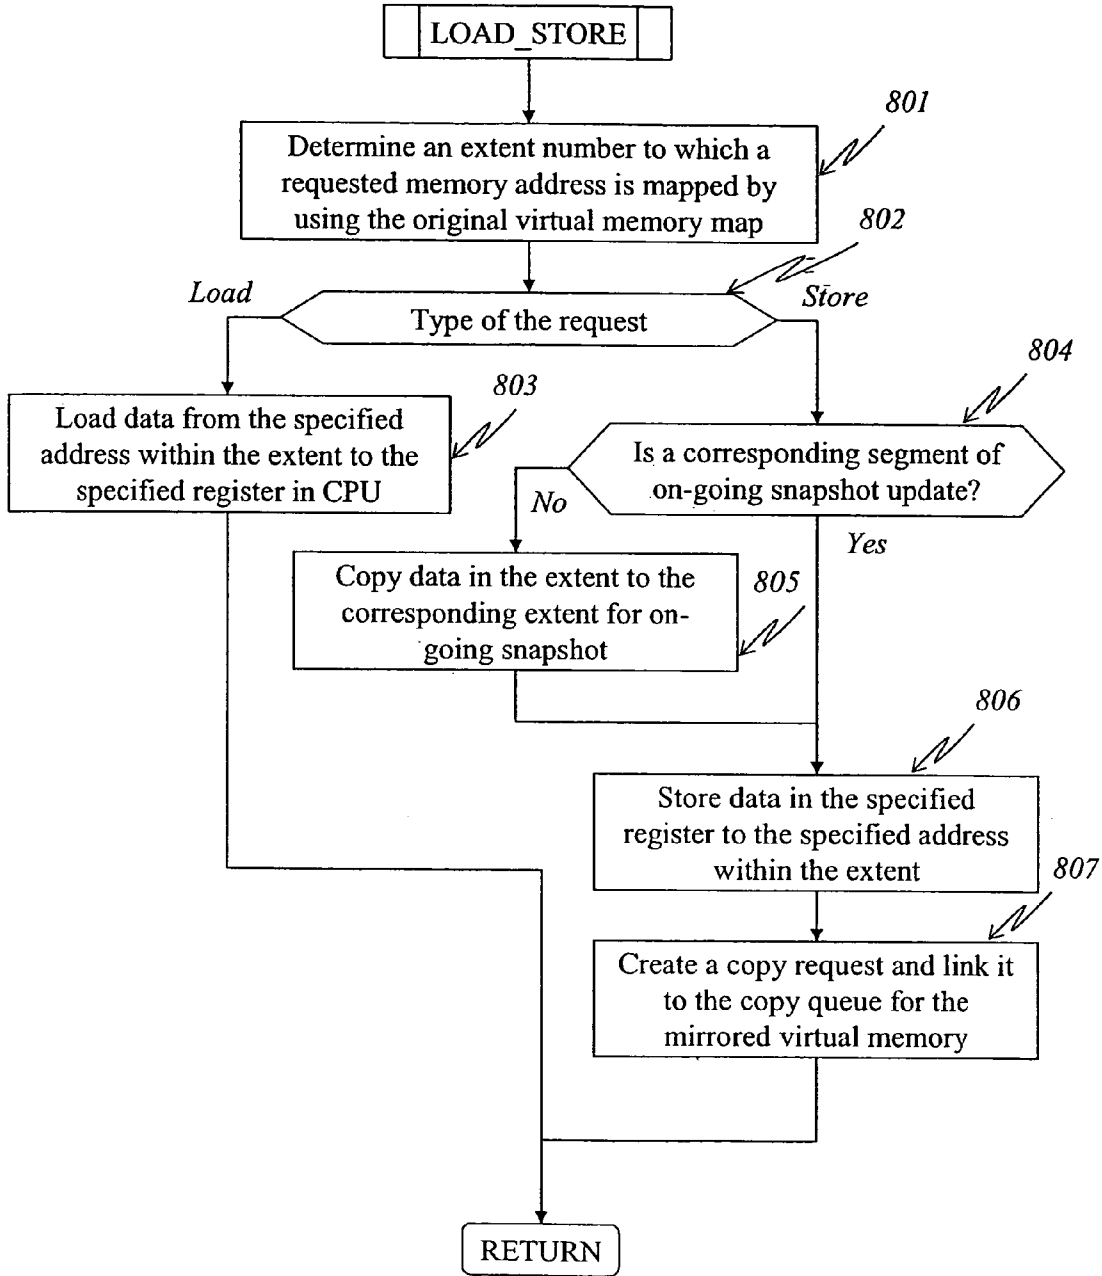 LOAD_STORE
801
Determine an extent number to which a
requested memory address is mapped by
using the original virtual memory map
802
Load
Store
Type of the request
804
803
Load data from the specified
address within the extent to the
specified register in CPU
Is a corresponding segment of
on-going snapshot update?
No
Yes
Copy data in the extent to the
corresponding extent for on-
going snapshot
805
806
Store data in the specified
register to the specified address
within the extent
807
Create a copy request and link it
to the copy queue for the
mirrored virtual memory
RETURN